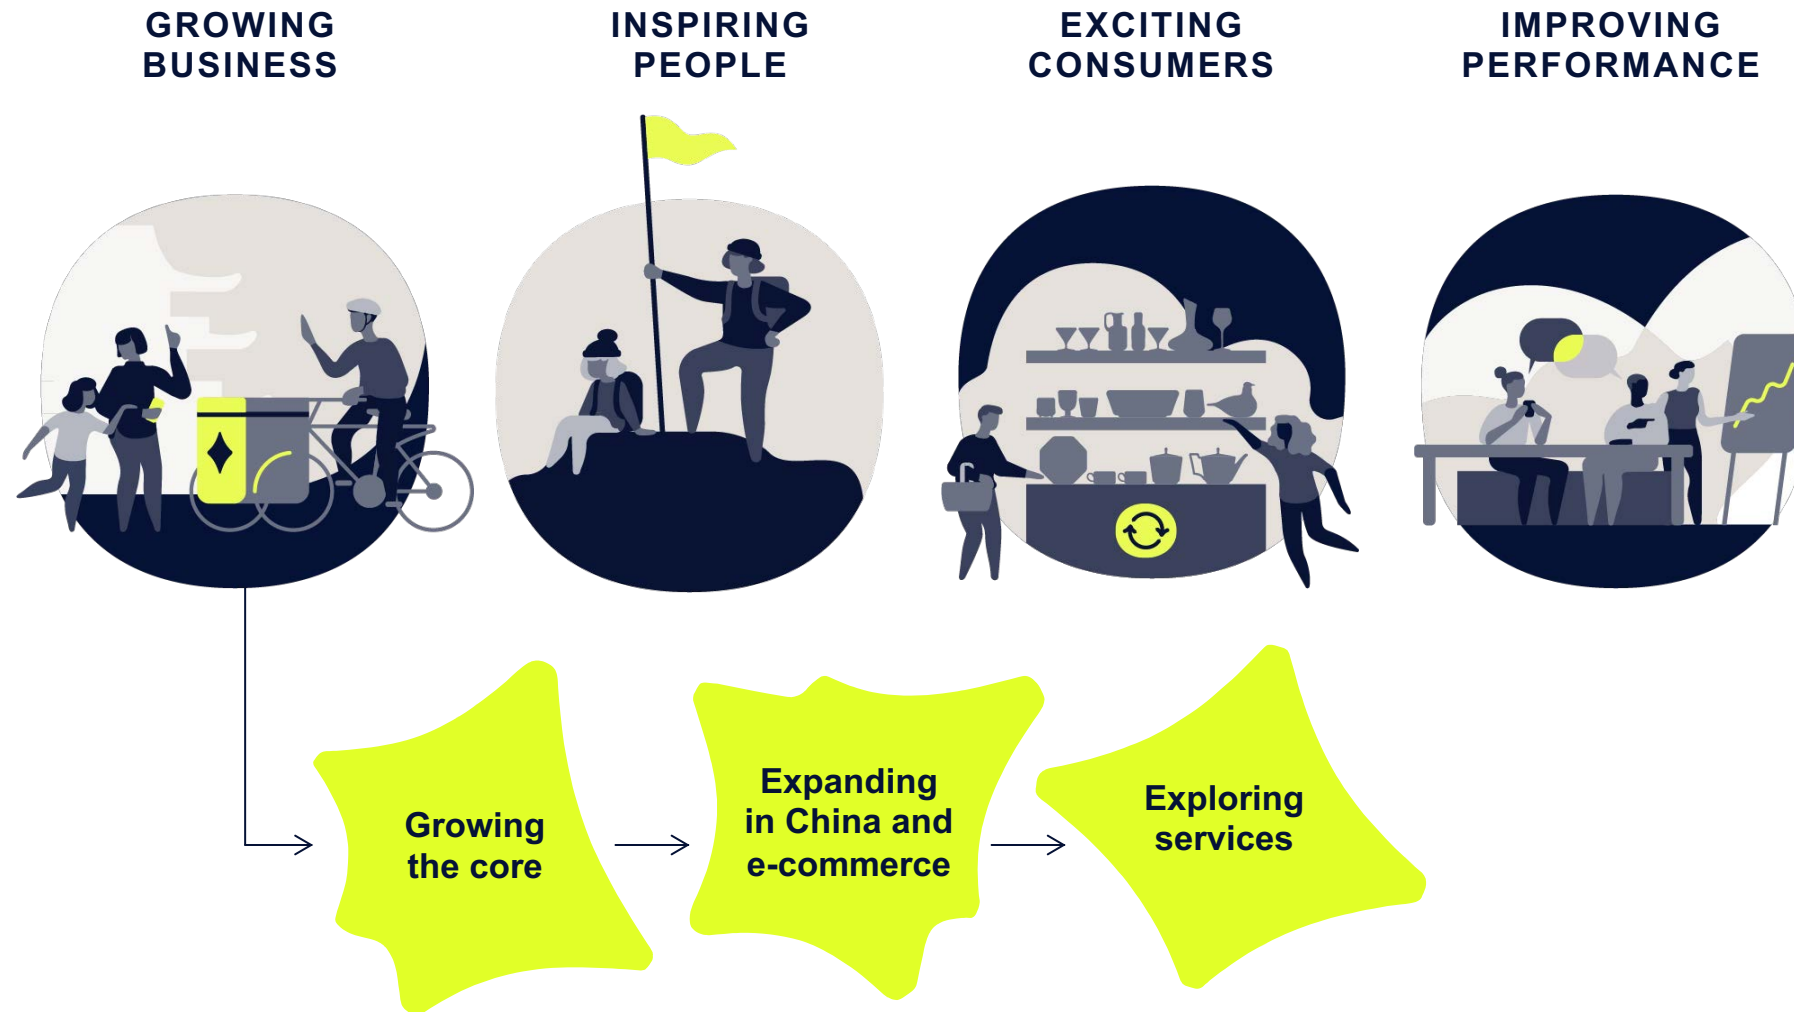 GROWING
BUSINESS
INSPIRING
PEOPLE
EXCITING
CONSUMERS
IMPROVING
PERFORMANCE
Growing
the core
Expanding
in China and
e-commerce
Exploring
services